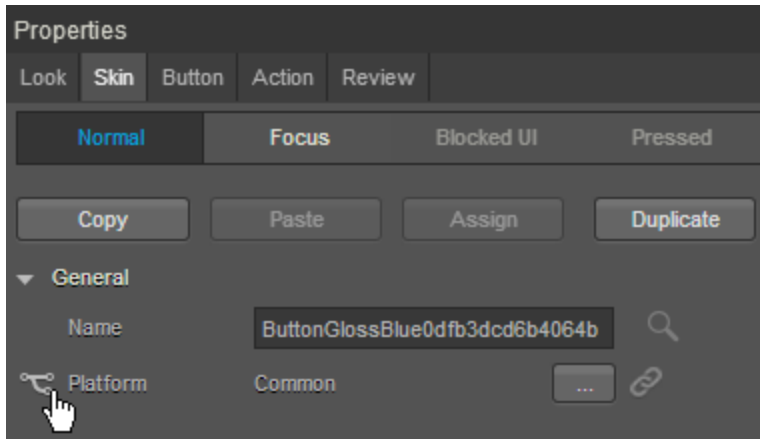 Properties
Look Skin Button Action Review
Normal Focus Blocked UI Pressed
Copy Paste Assign Duplicate
General
Name ButtonGlossBlue0dfb3dcd6b4064b
Platform Common ...